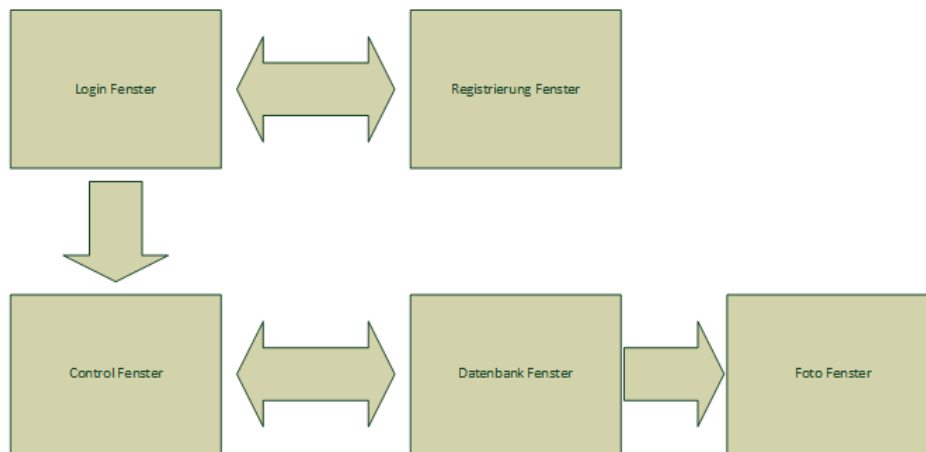 Login Fenster
Registrierung Fenster
Control Fenster
Datenbank Fenster
Foto Fenster